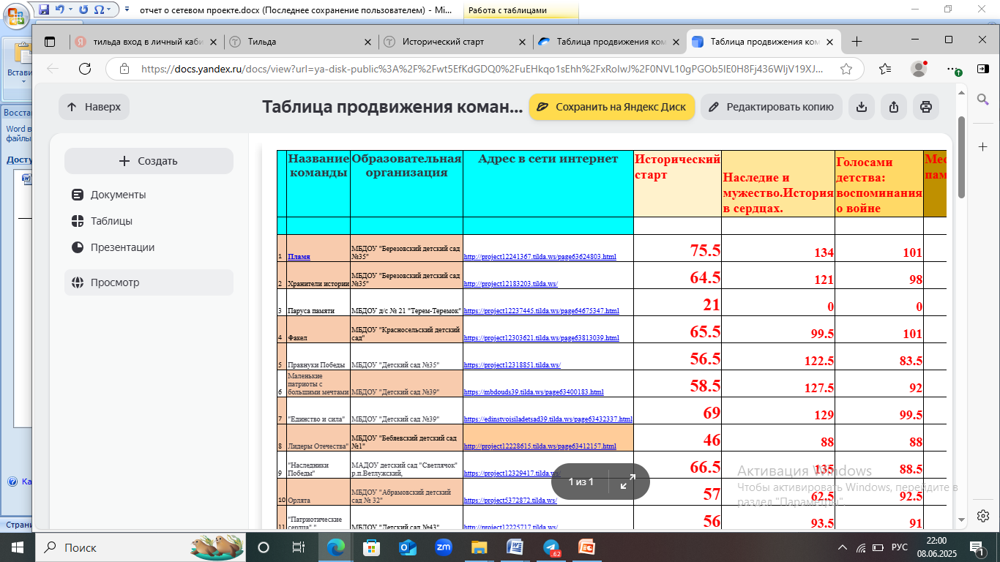 отчет о сетевом проекте.docx (Последнее сохранение пользователем) - Mi...
Работа с таблицами
тильда вход в личный каби
Тильда
Исторический старт
Таблица продвижения ком
Таблица продвижения ком
Встави
https://docs.yandex.ru/docs/view?url=ya-disk-public%3A%2F%2Fwt5EfKdGDQ0%2FuEHkqo1sEhh%2FxRolwJ%2F0NVL10gPGOb5lE0H8Fj436WljV19XJ...
Наверх
Таблица продвижения коман...
Сохранить на Яндекс Диск
Редактировать копию
Восста
Word в
файлы
Досту
Создать
Документы
Таблицы
Презентации
Просмотр
Название команды
Образовательная организация
Адрес в сети интернет
Исторический старт
Наследие и мужество.История в сердцах.
Голосами детства: воспоминания о войне
1 Пламя МБДОУ "Березовский детский сад №35" http://project12241367.tilda.ws/page63624803.html 75.5 134 101
2 Хранители истории МБДОУ "Березовский детский сад №35" http://project12183203.tilda.ws/ 64.5 121 98
3 Паруса памяти МБДОУ д/с № 21 "Терем-Теремок" https://project12237445.tilda.ws/page64675347.html 21 0 0
4 Факел МБДОУ "Красносельский детский сад" https://project12303621.tilda.ws/page63813039.html 65.5 99.5 101
5 Правнуки Победы МБДОУ "Детский сад №35" https://project12318851.tilda.ws/ 56.5 122.5 83.5
6 Маленькие патриоты с большими мечтами МБДОУ "Детский сад №39" https://mbdouds39.tilda.ws/page63400183.html 58.5 127.5 92
7 "Единство и сила" МБДОУ "Детский сад №39" https://edinstvoisiladetsad39.tilda.ws/page63432337.html 69 129 99.5
8 Лидеры Отечества" МБДОУ "Бебяевский детский сад №1" http://project12228615.tilda.ws/page63412157.html 46 88 88
9 "Наследники Победы" МАДОУ детский сад "Светлячок" р.п.Ветлужский, https://project12329417.tilda.ws/ 66.5 135 88.5
10 Орлята МБДОУ "Абрамовский детский сад № 32" https://project5372872.tilda.ws/ 57 62.5 92.5
11 "Патриотические сердца" МБДОУ "Детский сад №43" http://project12225717.tilda.ws/ 56 93.5 91
1 из 1
Активация Windows
Чтобы активировать Windows, перейдите в
раздел "Параметры".
Ка
Страни
Поиск
zm
.62
РУС
22:00
08.06.2025
1